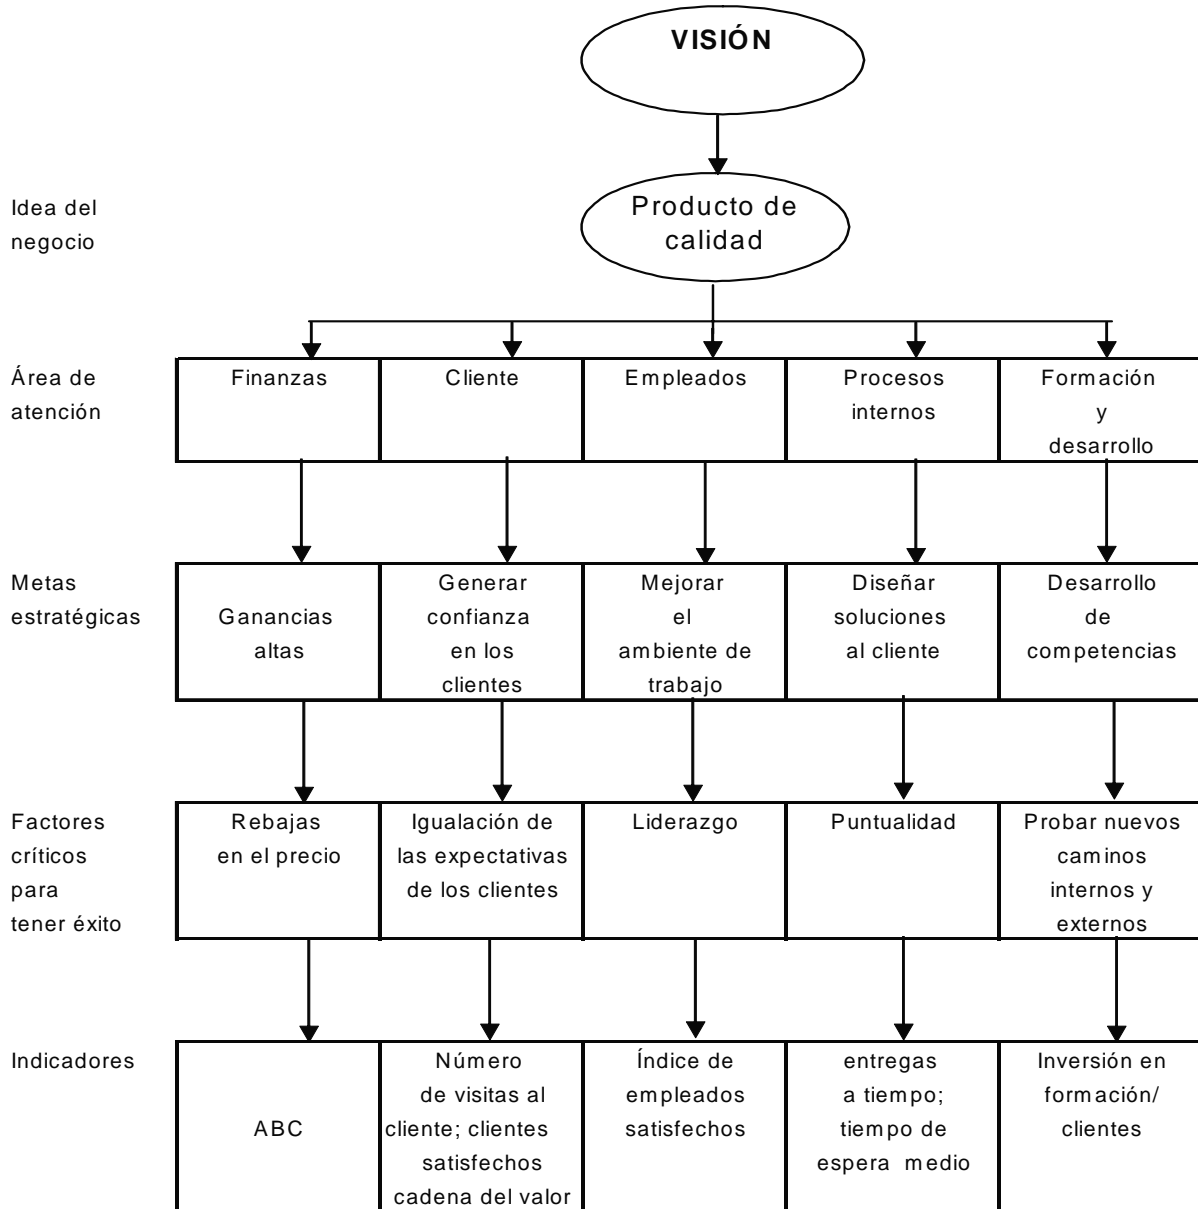 VISIÓN
Idea del
negocio
Producto de
calidad
Área de
atención
Finanzas
Cliente
Empleados
Procesos
internos
Formación
y
desarrollo
Metas
estratégicas
Ganancias
altas
Generar
confianza
en los
clientes
Mejorar
el
ambiente de
trabajo
Diseñar
soluciones
al cliente
Desarrollo
de
competencias
Factores
críticos
para
tener éxito
Rebajas
en el precio
Igualación de
las expectativas
de los clientes
Liderazgo
Puntualidad
Probar nuevos
caminos
internos y
externos
Indicadores
ABC
Número
de visitas al
cliente; clientes
satisfechos
cadena del valor
Índice de
empleados
satisfechos
entregas
a tiempo;
tiempo de
espera medio
Inversión en
formación/
clientes